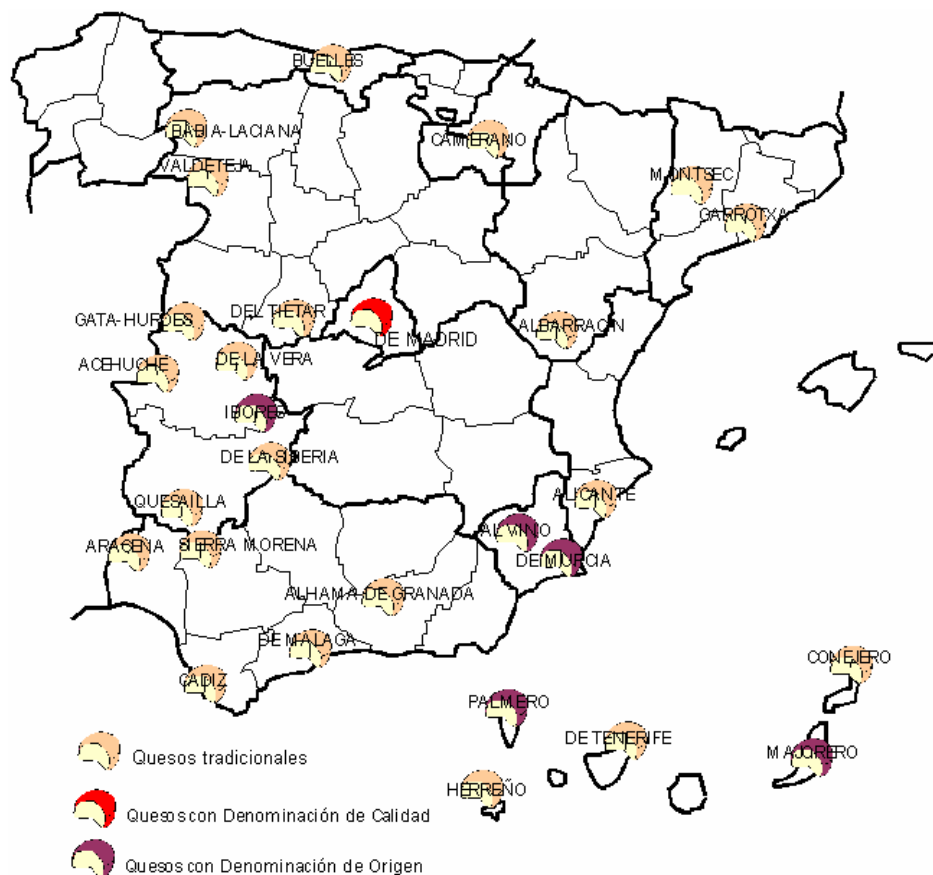 BUELLES
BABIA-LACIANA
CAMERANO
VALDETEJA
MONTSEC
GARROTXA
GATA-HURDES
DEL TIETAR
DE MADRID
ALBARRACIN
ACEHUCHE
DE LA VERA
IBORES
DE LA SIBERIA
QUESAILLA
ALICANTE
ARACENA
SIERRA MORENA
AL VINO
DE MURCIA
ALHAMA-DE GRANADA
DE MALAGA
CADIZ
CONEJERO
PALMERO
DE TENERIFE
MAJORERO
HERREÑO
Quesos tradicionales
Quesos con Denominación de Calidad
Quesos con Denominación de Origen